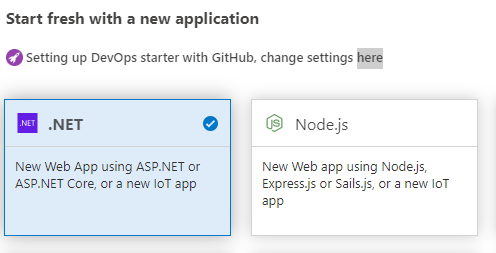 Start fresh with a new application
Setting up DevOps starter with GitHub, change settings here
.NET
.NET
New Web App using ASP.NET or
ASP.NET Core, or a new IoT app
Node.js
New Web app using Node.js,
Express.js or Sails.js, or a new IoT
app